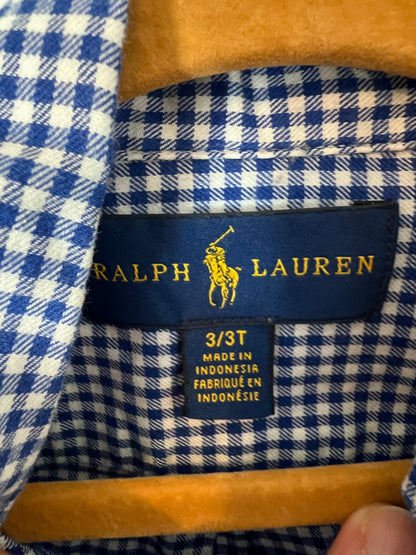 RALPH LAUREN
3/3T
MADE IN
INDONESIA
FABRIQUÉ EN
INDONÉSIE